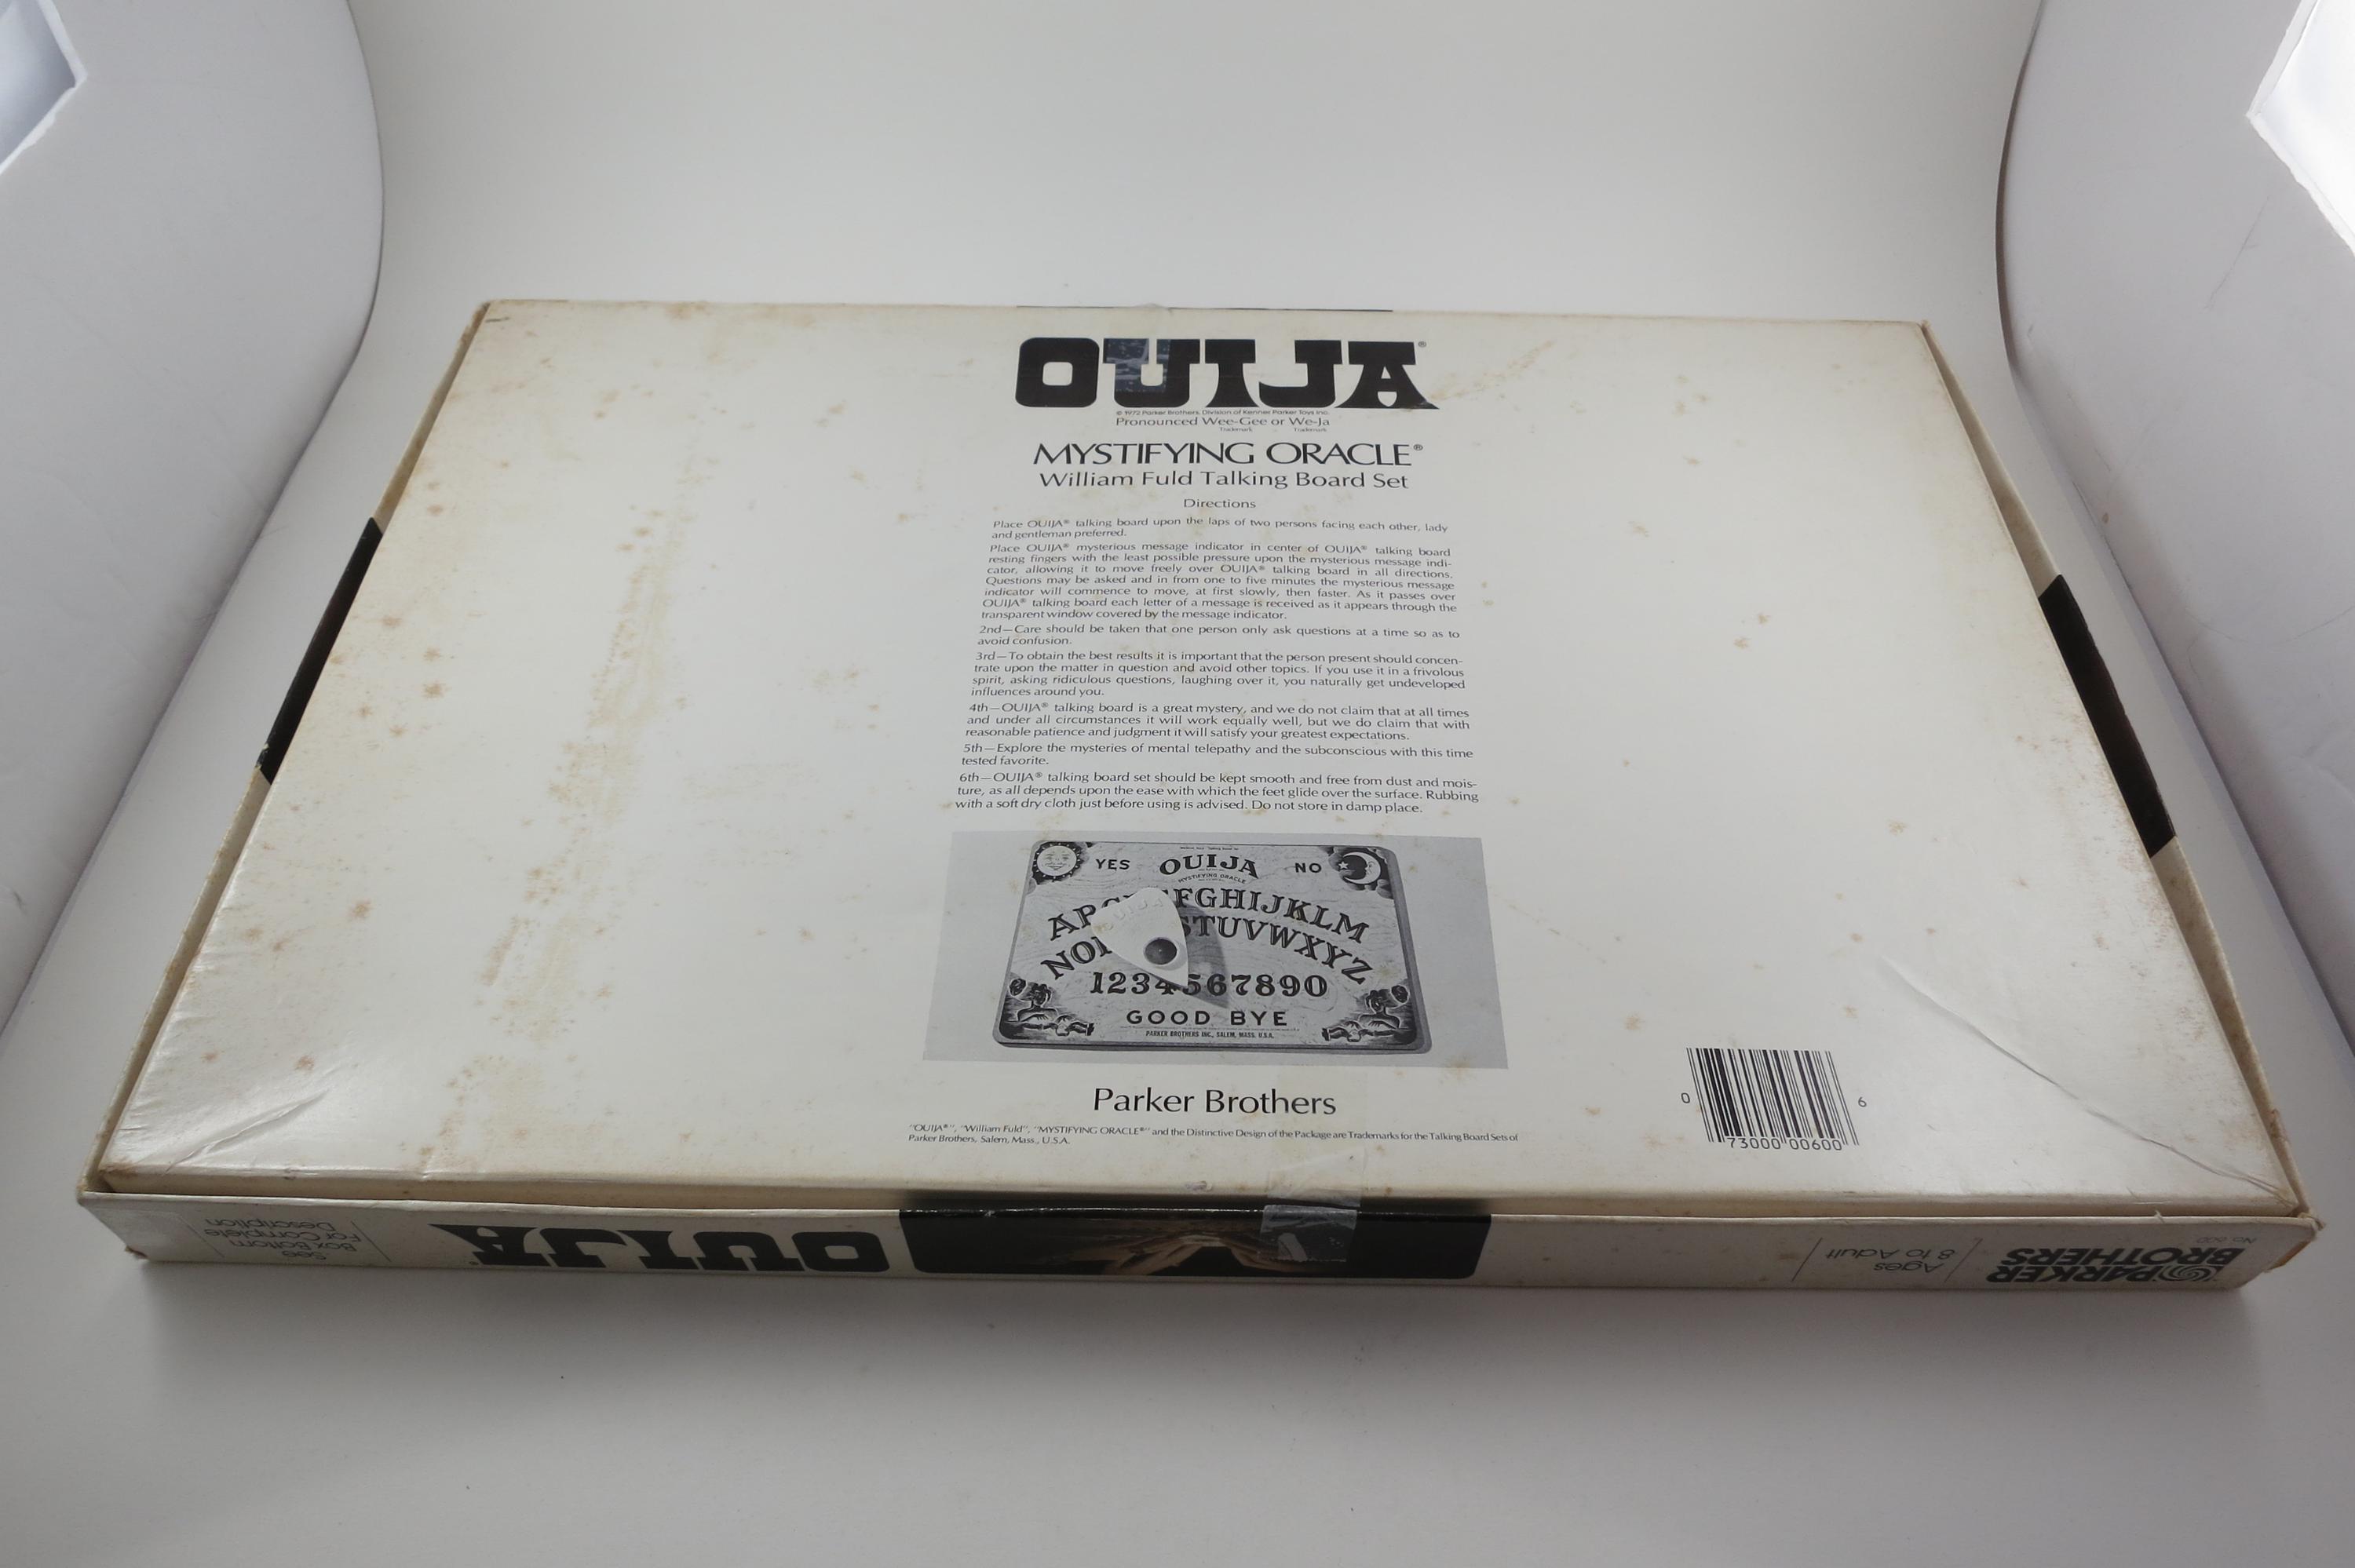 OUIJA®
© 1972 Parker Brothers, Division of Kenner Parker Toys Inc.
Pronounced Wee-Gee or We-Ja
Trademark Trademark
MYSTIFYING ORACLE®
William Fuld Talking Board Set
Directions
Place OUIJA® talking board upon the laps of two persons facing each other, lady
and gentleman preferred.
Place OUIJA® mysterious message indicator in center of OUIJA® talking board
resting fingers with the least possible pressure upon the mysterious message indi-
cator, allowing it to move freely over OUIJA® talking board in all directions.
Questions may be asked and in from one to five minutes the mysterious message
indicator will commence to move, at first slowly, then faster. As it passes over
OUIJA® talking board each letter of a message is received as it appears through the
transparent window covered by the message indicator.
2nd—Care should be taken that one person only ask questions at a time so as to
avoid confusion.
3rd—To obtain the best results it is important that the person present should concen-
trate upon the matter in question and avoid other topics. If you use it in a frivolous
spirit, asking ridiculous questions, laughing over it, you naturally get undeveloped
influences around you.
4th—OUIJA® talking board is a great mystery, and we do not claim that at all times
and under all circumstances it will work equally well, but we do claim that with
reasonable patience and judgment it will satisfy your greatest expectations.
5th—Explore the mysteries of mental telepathy and the subconscious with this time
tested favorite.
6th—OUIJA® talking board set should be kept smooth and free from dust and mois-
ture, as all depends upon the ease with which the feet glide over the surface. Rubbing
with a soft dry cloth just before using is advised. Do not store in damp place.
YES OUIJA NO
MYSTIFYING ORACLE
FGHIJKLM
STUVWXYZ
1234567890
GOOD BYE
PARKER BROTHERS INC., SALEM, MASS. U.S.A.
Parker Brothers
"OUIJA®", "William Fuld", "MYSTIFYING ORACLE®" and the Distinctive Design of the Package are Trademarks for the Talking Board Sets of
Parker Brothers, Salem, Mass., U.S.A.
0 73000 00600 6
See
Box Bottom
For Complete
Description
OUIJA
Ages
8 to Adult
PARKER
BROTHERS
No. 600